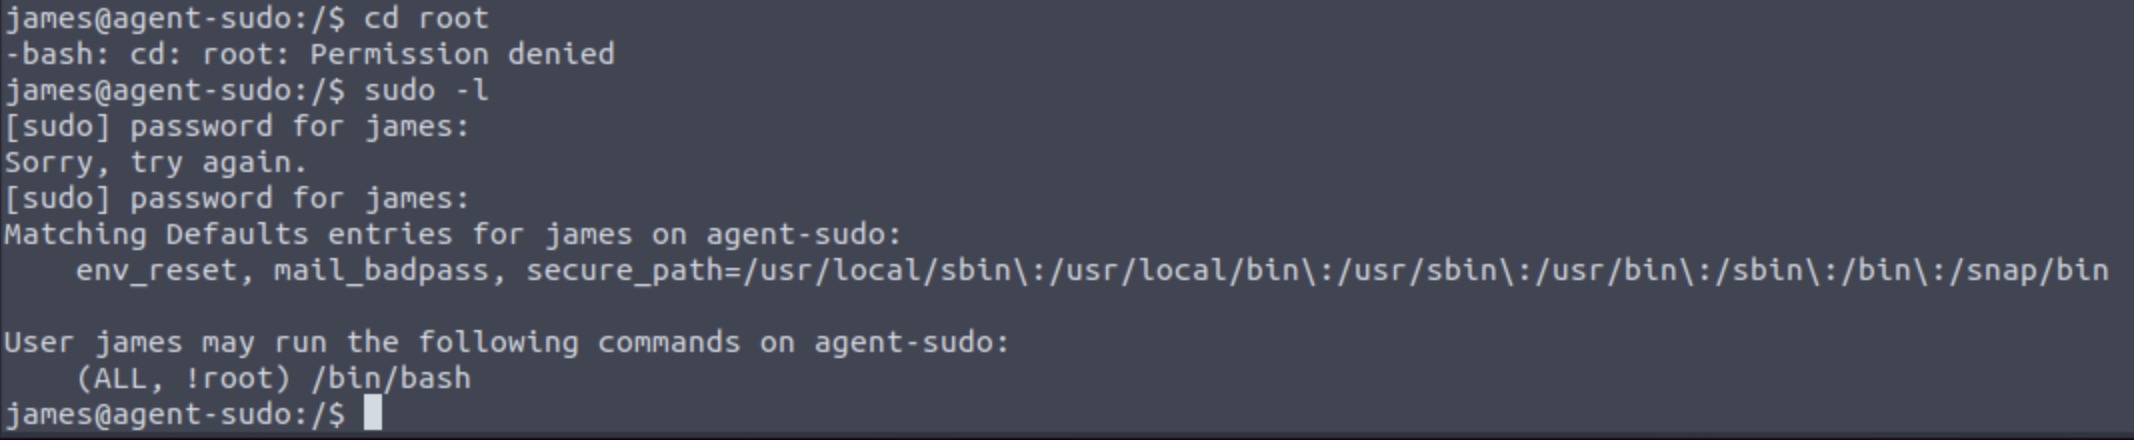 james@agent-sudo:/$ cd root
-bash: cd: root: Permission denied
james@agent-sudo:/$ sudo -l
[sudo] password for james:
Sorry, try again.
[sudo] password for james:
Matching Defaults entries for james on agent-sudo:
    env_reset, mail_badpass, secure_path=/usr/local/sbin\:/usr/local/bin\:/usr/sbin\:/usr/bin\:/sbin\:/bin\:/snap/bin

User james may run the following commands on agent-sudo:
    (ALL, !root) /bin/bash
james@agent-sudo:/$